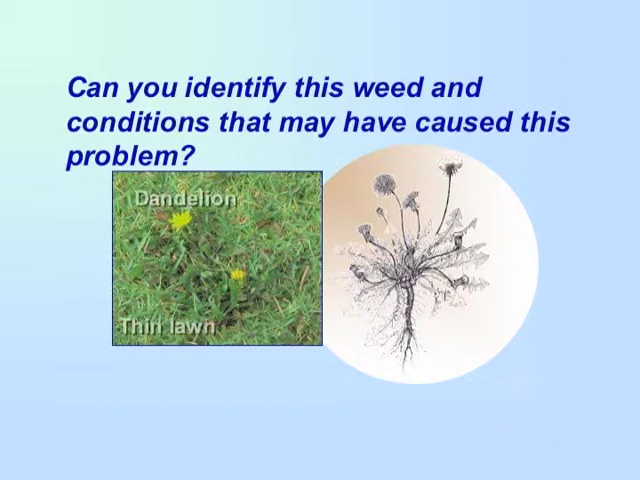 Can you identify this weed and
conditions that may have caused this
problem?
Dandelion
Thin lawn